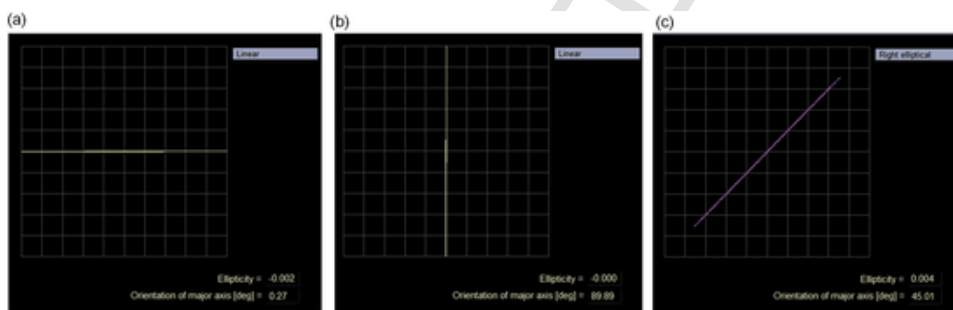 (a)
Linear
Ellipticity = -0.002
Orientation of major axis [deg] = 0.27
(b)
Linear
Ellipticity = -0.000
Orientation of major axis [deg] = 89.89
(c)
Right elliptical
Ellipticity = 0.004
Orientation of major axis [deg] = 45.01